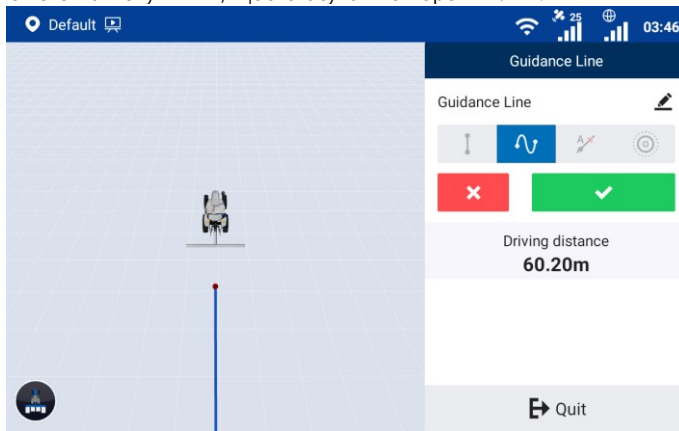 Default
25
03:46
Guidance Line
Guidance Line
A
Driving distance
60.20m
Quit